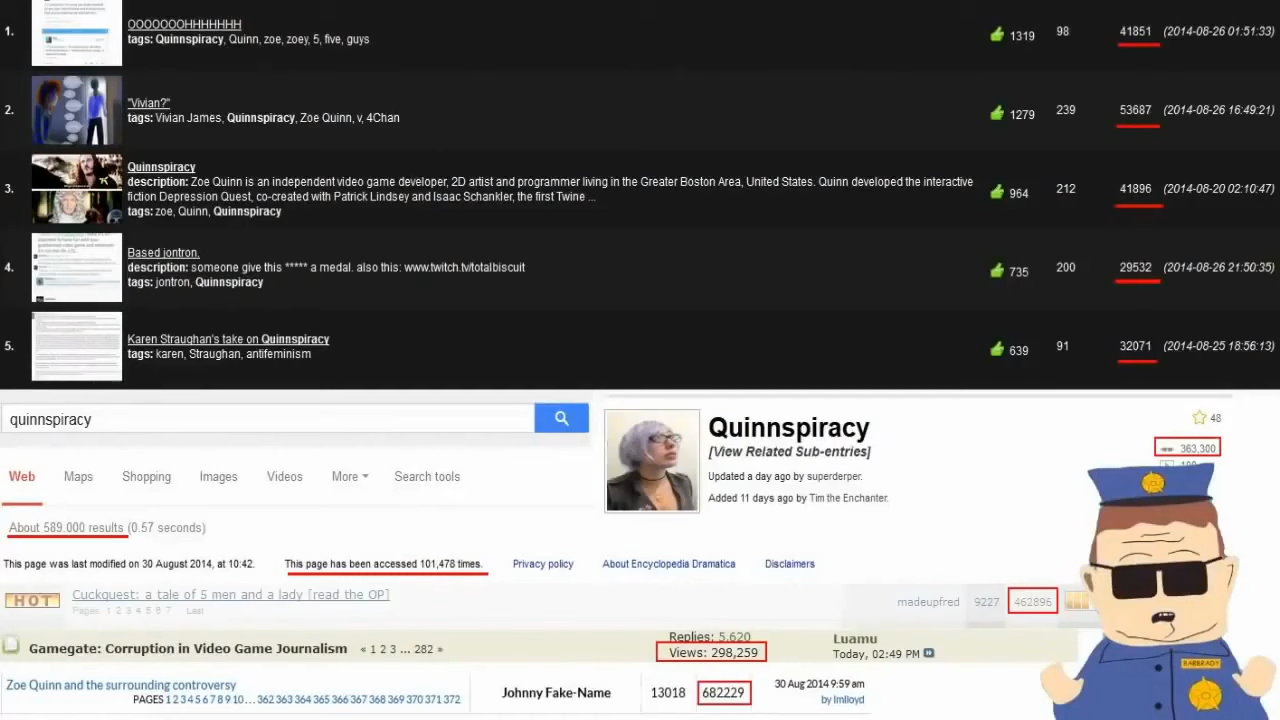 1.
OOOOOOOHHHHHHH
tags: Quinnspiracy, Quinn, zoe, zoey, 5, five, guys
1319
98
41851
(2014-08-26 01:51:33)
2.
"Vivian?"
tags: Vivian James, Quinnspiracy, Zoe Quinn, v, 4Chan
1279
239
53687
(2014-08-26 16:49:21)
3.
Quinnspiracy
description: Zoe Quinn is an independent video game developer, 2D artist and programmer living in the Greater Boston Area, United States. Quinn developed the interactive
fiction Depression Quest, co-created with Patrick Lindsey and Isaac Schankler, the first Twine ...
tags: zoe, Quinn, Quinnspiracy
964
212
41896
(2014-08-20 02:10:47)
4.
Based jontron.
description: someone give this ***** a medal. also this: www.twitch.tv/totalbiscuit
tags: jontron, Quinnspiracy
735
200
29532
(2014-08-26 21:50:35)
5.
Karen Straughan's take on Quinnspiracy
tags: karen, Straughan, antifeminism
639
91
32071
(2014-08-25 18:56:13)
quinnspiracy
Web Maps Shopping Images Videos More Search tools
About 589.000 results (0.57 seconds)
Quinnspiracy
[View Related Sub-entries]
Updated a day ago by superderper.
Added 11 days ago by Tim the Enchanter.
48
363,300
This page was last modified on 30 August 2014, at 10:42. This page has been accessed 101,478 times. Privacy policy About Encyclopedia Dramatica Disclaimers
HOT
Cuckquest: a tale of 5 men and a lady [read the OP]
Pages: 1 2 3 4 5 6 7 Last
madeupfred 9227 462896
Gamegate: Corruption in Video Game Journalism « 1 2 3 ... 282 »
Replies: 5,620
Views: 298,259
Luamu
Today, 02:49 PM
Zoe Quinn and the surrounding controversy
PAGES 1 2 3 4 5 6 7 8 9 10 ... 362 363 364 365 366 367 368 369 370 371 372
Johnny Fake-Name
13018
682229
30 Aug 2014 9:59 am
by lmiloyd
BARBRADY